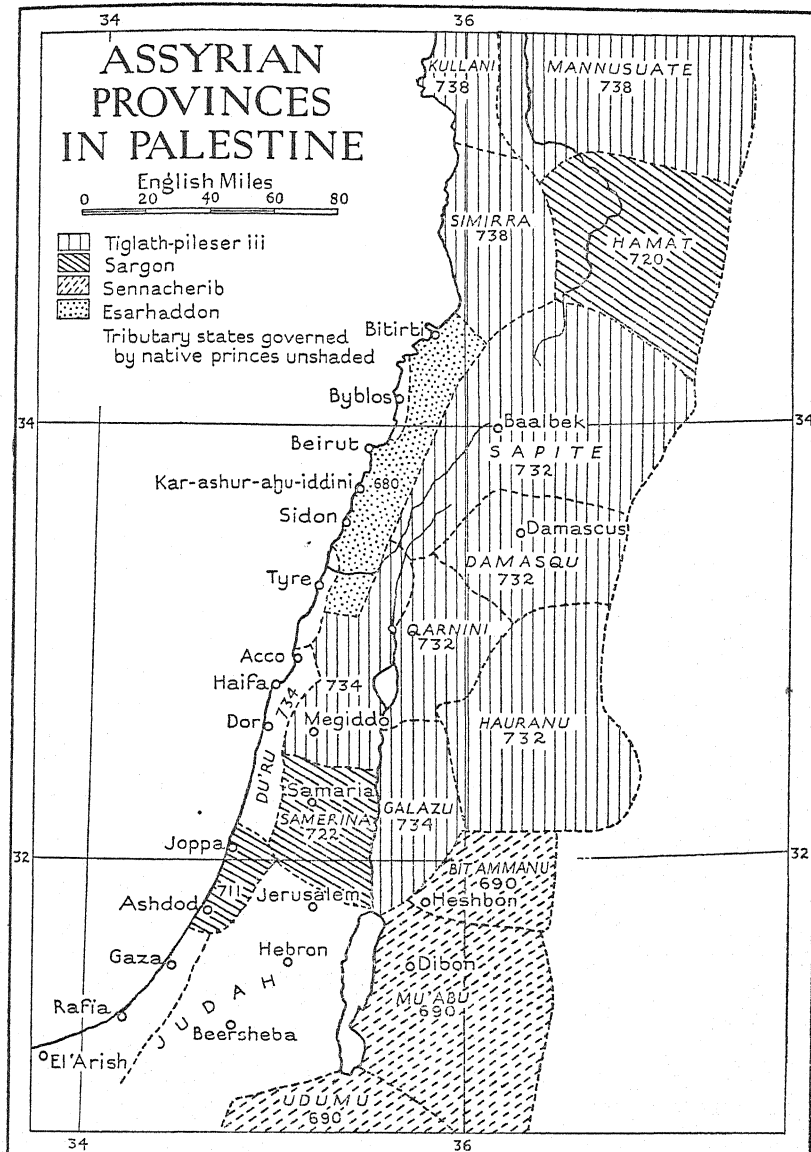 34
36
ASSYRIAN
PROVINCES
IN PALESTINE
English Miles
0 20 40 60 80
Tiglath-pileser iii
Sargon
Sennacherib
Esarhaddon
Tributary states governed
by native princes unshaded
KULLANI
738
MANNUSUATE
738
SIMIRRA
738
HAMAT
720
Bitirti
Byblos
34
34
Beirut
Baalbek
SAPITE
732
Kar-ashur-aḫu-iddini
680
Sidon
Damascus
DAMASQU
732
Tyre
QARNINI
732
Acco
Haifa
734
734
Dor
Megiddo
HAURANU
732
DU'RU
Samaria
SAMERINA
722
GALAZU
734
Joppa
32
32
BIT AMMANU
690
711
Ashdod
Jerusalem
Heshbon
Gaza
Hebron
Dibon
MU'ABU
690
JUDAH
Rafia
Beersheba
El'Arish
UDUMU
690
34
36